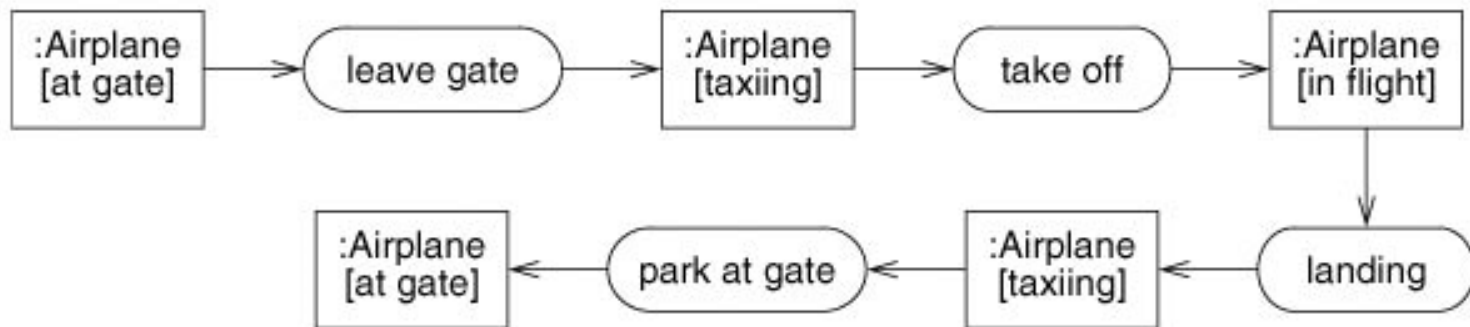 :Airplane
[at gate]
leave gate
:Airplane
[taxiing]
take off
:Airplane
[in flight]
landing
:Airplane
[taxiing]
park at gate
:Airplane
[at gate]